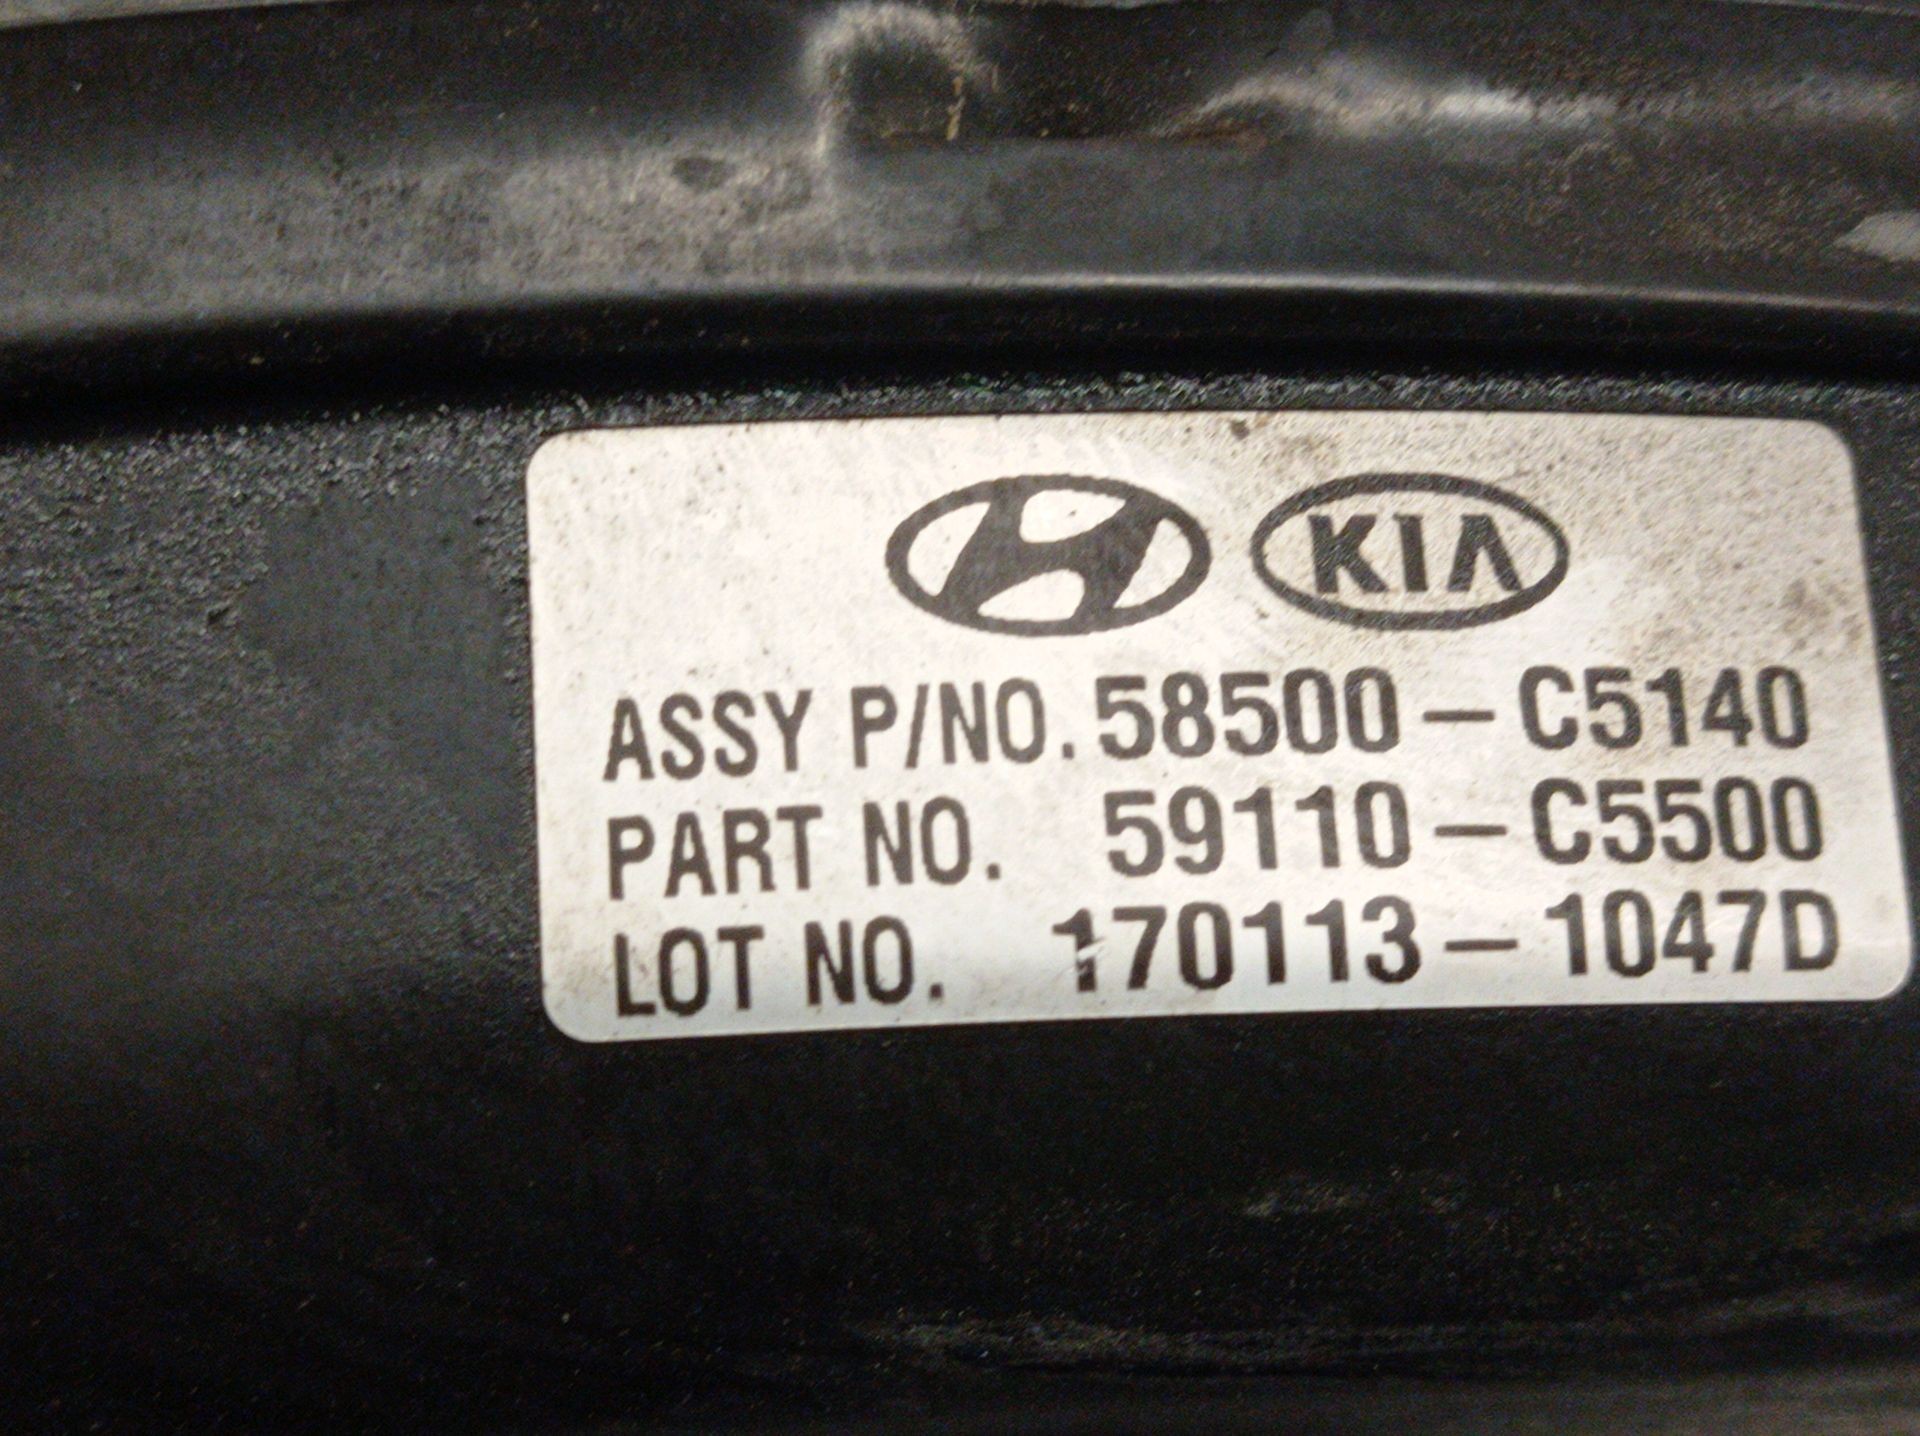 KIA
ASSY P/NO. 58500-C5140
PART NO. 59110-C5500
LOT NO. 170113-1047D